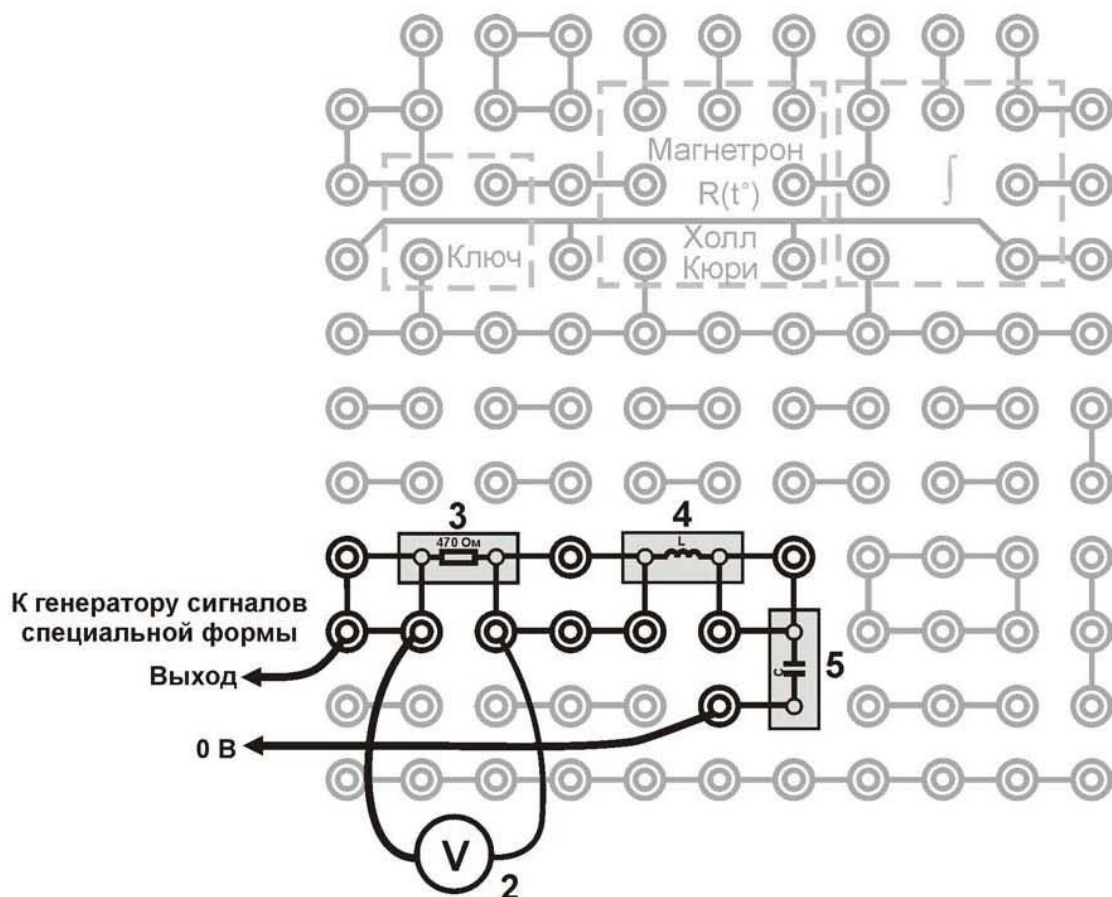 Магнетрон
R(t°)
∫
Ключ
Холл
Кюри
3
470 Ом
4
L
К генератору сигналов
специальной формы
Выход
5
C
0 В
V
2